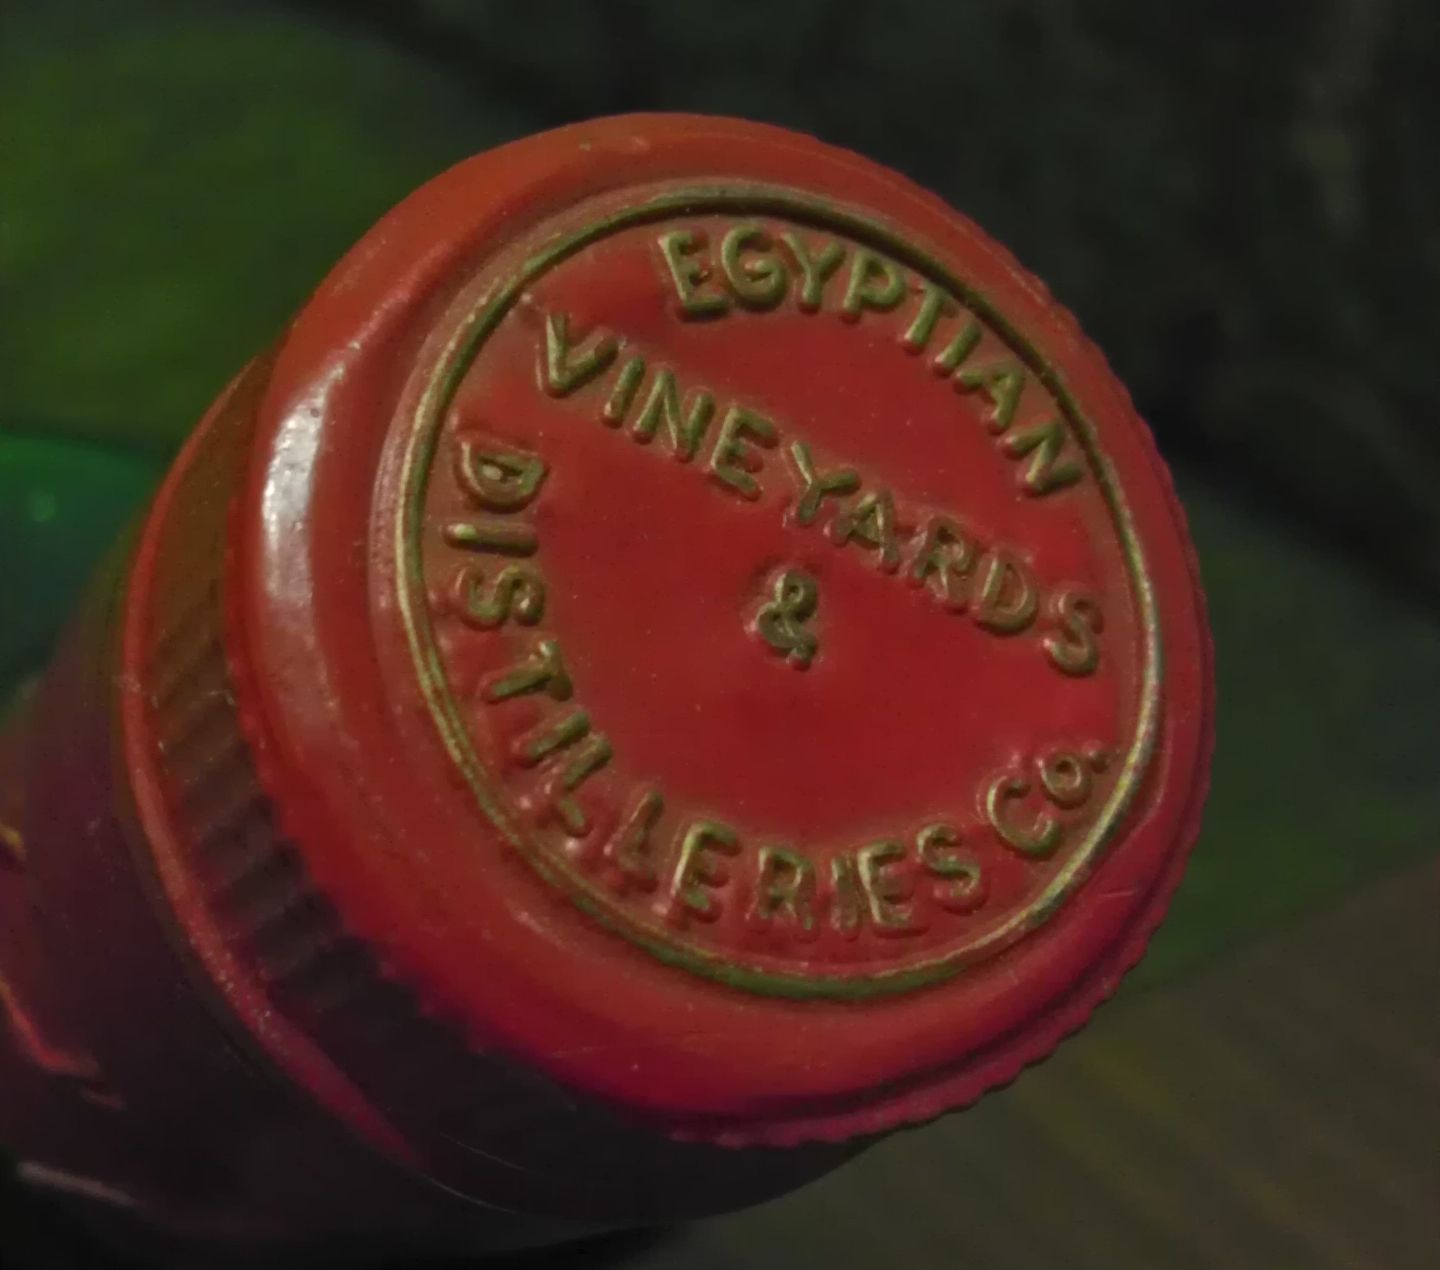 EGYPTIAN
VINEYARDS
&
DISTILLERIES Co.